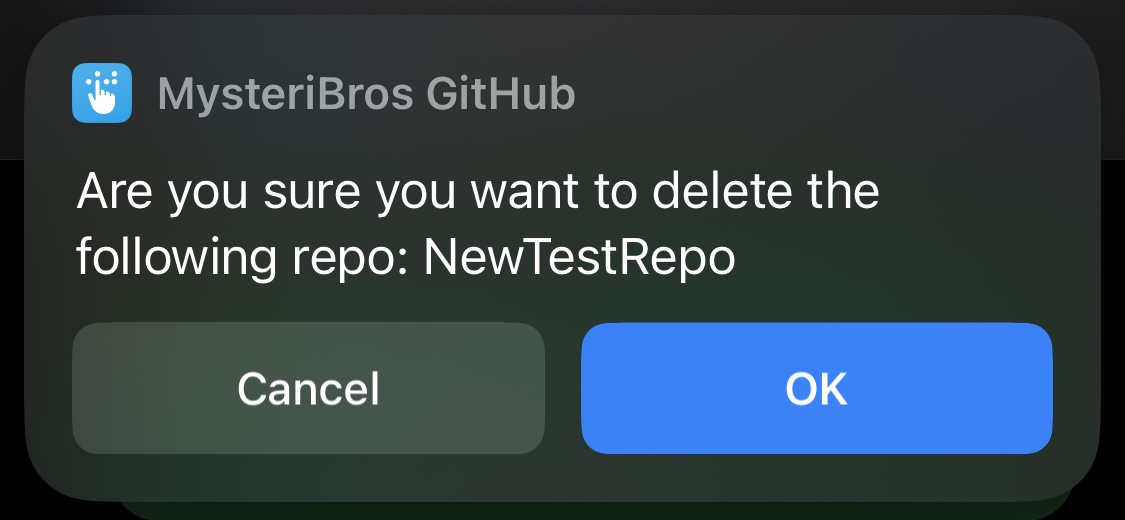 MysteriBros GitHub
Are you sure you want to delete the
following repo: NewTestRepo
Cancel
OK